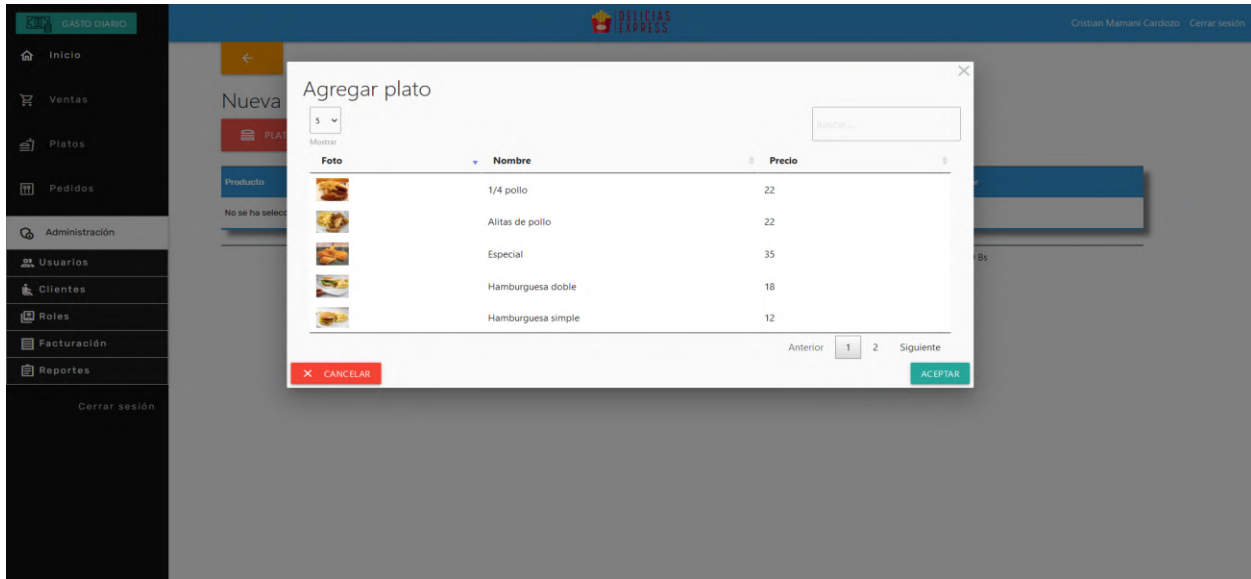 GASTO DIARIO
DELICIAS
EXPRESS
Cristian Mamani Cardozo Cerrar sesión
Inicio
Ventas
Platos
Pedidos
Administración
Usuarios
Clientes
Roles
Facturación
Reportes
Cerrar sesión
Nueva
PLAT
Producto
No se ha selecc
Bs
Agregar plato
5
Mostrar
Buscar...
Foto Nombre Precio
1/4 pollo 22
Alitas de pollo 22
Especial 35
Hamburguesa doble 18
Hamburguesa simple 12
Anterior 1 2 Siguiente
CANCELAR
ACEPTAR